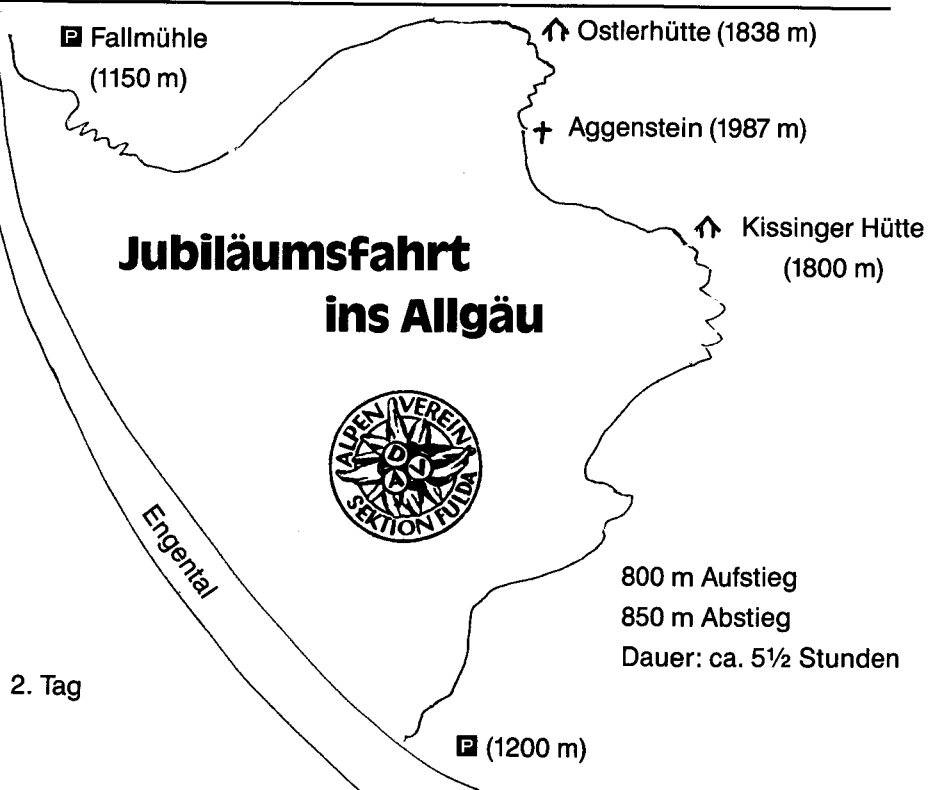 P Fallmühle
(1150 m)
Ostlerhütte (1838 m)
Aggenstein (1987 m)
Kissinger Hütte
(1800 m)
Jubiläumsfahrt
ins Allgäu
ALPENVEREIN
D
V
A
SEKTION FULDA
Engental
800 m Aufstieg
850 m Abstieg
Dauer: ca. 5½ Stunden
2. Tag
P (1200 m)